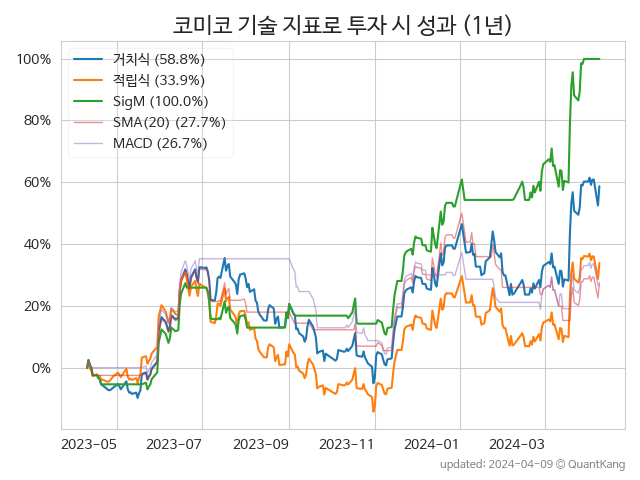 코미코 기술 지표로 투자 시 성과 (1년)
거치식 (58.8%)
적립식 (33.9%)
SigM (100.0%)
SMA(20) (27.7%)
MACD (26.7%)
100%
80%
60%
40%
20%
0%
2023-05 2023-07 2023-09 2023-11 2024-01 2024-03
updated: 2024-04-09 © QuantKang